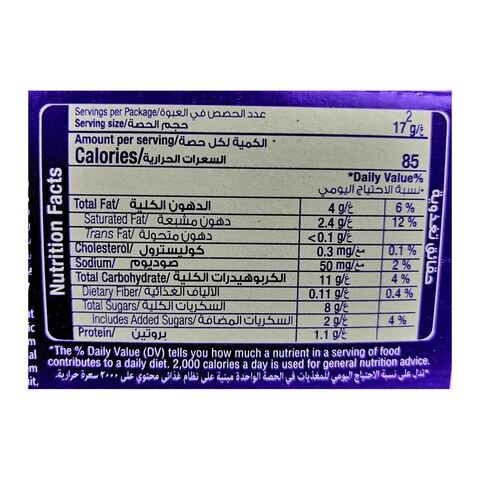 Servings per Package/عدد الحصص في العبوة 2
Serving size/حجم الحصة 17 g/غ
Amount per serving/الكمية لكل حصة
Calories/السعرات الحرارية 85
*Daily Value%
*نسبة الاحتياج اليومي
Total Fat/ الدهون الكلية 4 g/غ 6 %
Saturated Fat/ دهون مشبعة 2.4 g/غ 12 %
Trans Fat/ دهون متحولة <0.1 g/غ
Cholesterol/ كوليسترول 0.3 mg/مغ 0.1 %
Sodium/ صوديوم 50 mg/مغ 2 %
Total Carbohydrate/ الكربوهيدرات الكلية 11 g/غ 4 %
Dietary Fiber/ الألياف الغذائية 0.11 g/غ 0.4 %
Total Sugars/ السكريات الكلية 8 g/غ
Includes Added Sugars/ السكريات المضافة 2 g/غ 4 %
Protein/ بروتين 1.1 g/غ
Nutrition Facts
حقائق تغذوية
*The % Daily Value (DV) tells you how much a nutrient in a serving of food
contributes to a daily diet. 2,000 calories a day is used for general nutrition advice.
*تدل على نسبة الاحتياج اليومي للمغذيات في الحصة الواحدة مبنية على نظام غذائي محتوي على ٢٠٠٠ سعرة حرارية.